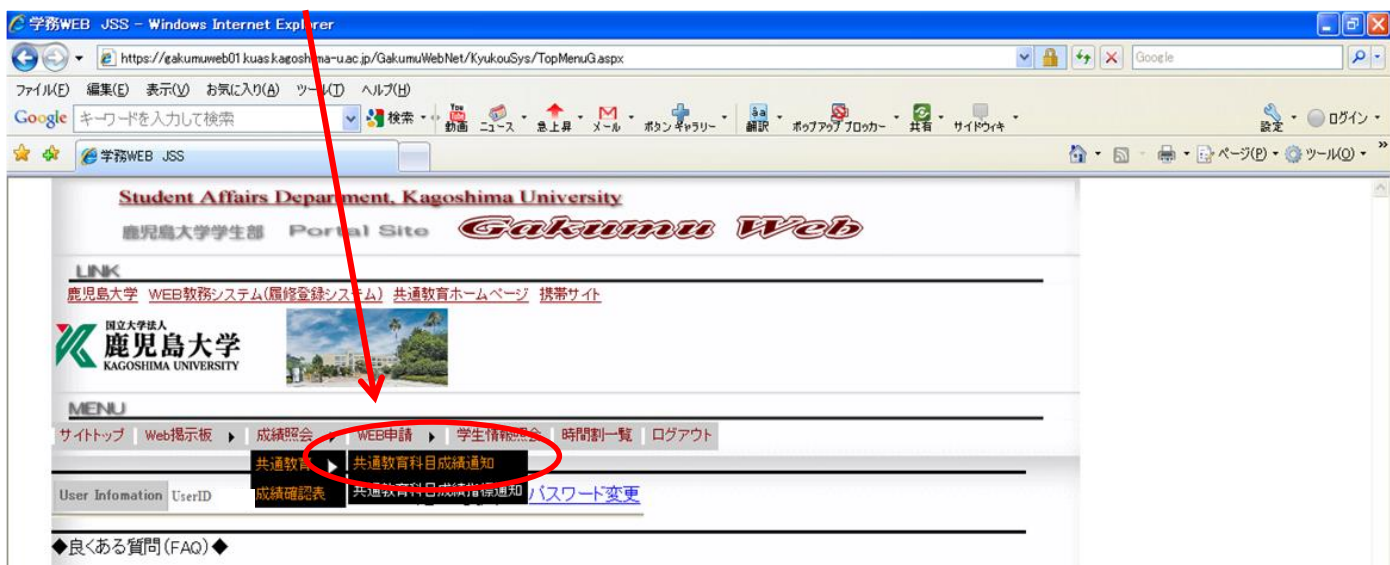 学務WEB JSS - Windows Internet Explorer
https://gakumuweb01.kuas.kagoshima-u.ac.jp/GakumuWebNet/KyukouSys/TopMenuG.aspx
Google
ファイル(F) 編集(E) 表示(V) お気に入り(A) ツール(T) ヘルプ(H)
Google キーワードを入力して検索 検索 You 動画 ニュース 急上昇 メール ボタン ギャラリー 翻訳 ポップアップ ブロッカー 共有 サイドウィキ 設定 ログイン
学務WEB JSS ページ(P) ツール(O) »
Student Affairs Department, Kagoshima University
鹿児島大学学生部 Portal Site Gakumu Web
LINK
鹿児島大学 WEB教務システム(履修登録システム) 共通教育ホームページ 携帯サイト
国立大学法人
鹿児島大学
KAGOSHIMA UNIVERSITY
MENU
サイトトップ Web掲示板 ▶ 成績照会 ▶ WEB申請 ▶ 学生情報照会 時間割一覧 ログアウト
共通教育 ▶ 共通教育科目成績通知
User Infomation UserID 成績確認表 共通教育科目成績指標通知 パスワード変更
◆良くある質問(FAQ)◆